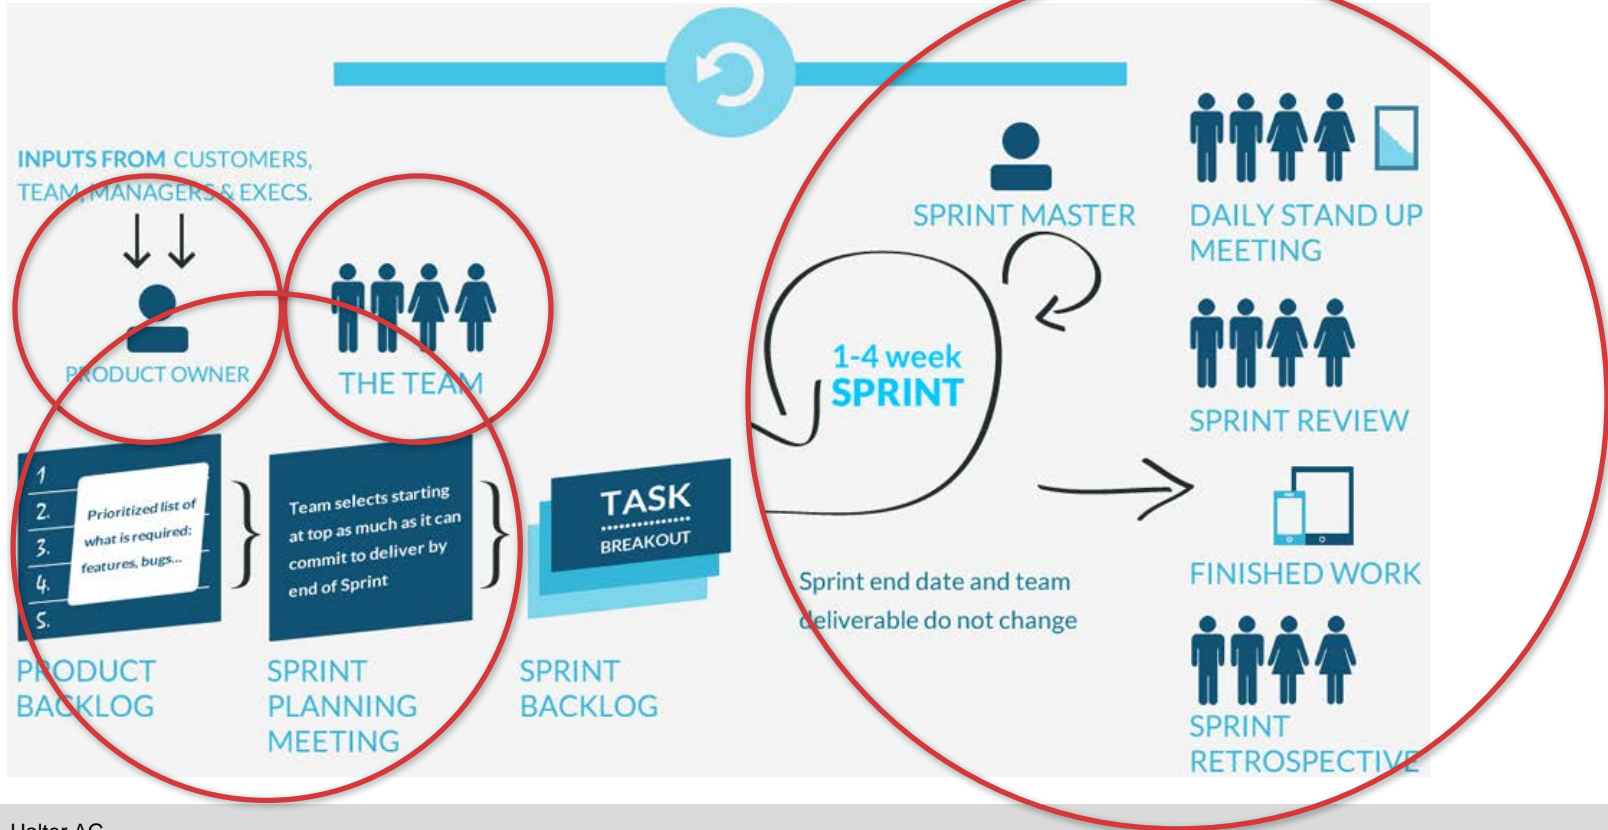 INPUTS FROM CUSTOMERS,
TEAM, MANAGERS & EXECS.
PRODUCT OWNER
THE TEAM
1
2.
3.
4.
5.
Prioritized list of
what is required:
features, bugs...
PRODUCT
BACKLOG
Team selects starting
at top as much as it can
commit to deliver by
end of Sprint
SPRINT
PLANNING
MEETING
TASK
BREAKOUT
SPRINT
BACKLOG
SPRINT MASTER
1-4 week
SPRINT
Sprint end date and team
deliverable do not change
DAILY STAND UP
MEETING
SPRINT REVIEW
FINISHED WORK
SPRINT
RETROSPECTIVE
Halter AG